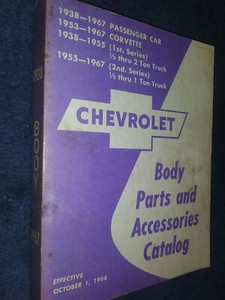 1938—1967 PASSENGER CAR
1953—1967 CORVETTE
1938—1955 (1st. Series)
½ thru 2 Ton Truck
1955—1967 (2nd. Series)
½ thru 1 Ton Truck
CHEVROLET
Body
Parts and
Accessories
Catalog
EFFECTIVE
OCTOBER 1, 1966
1938
BODY
1967